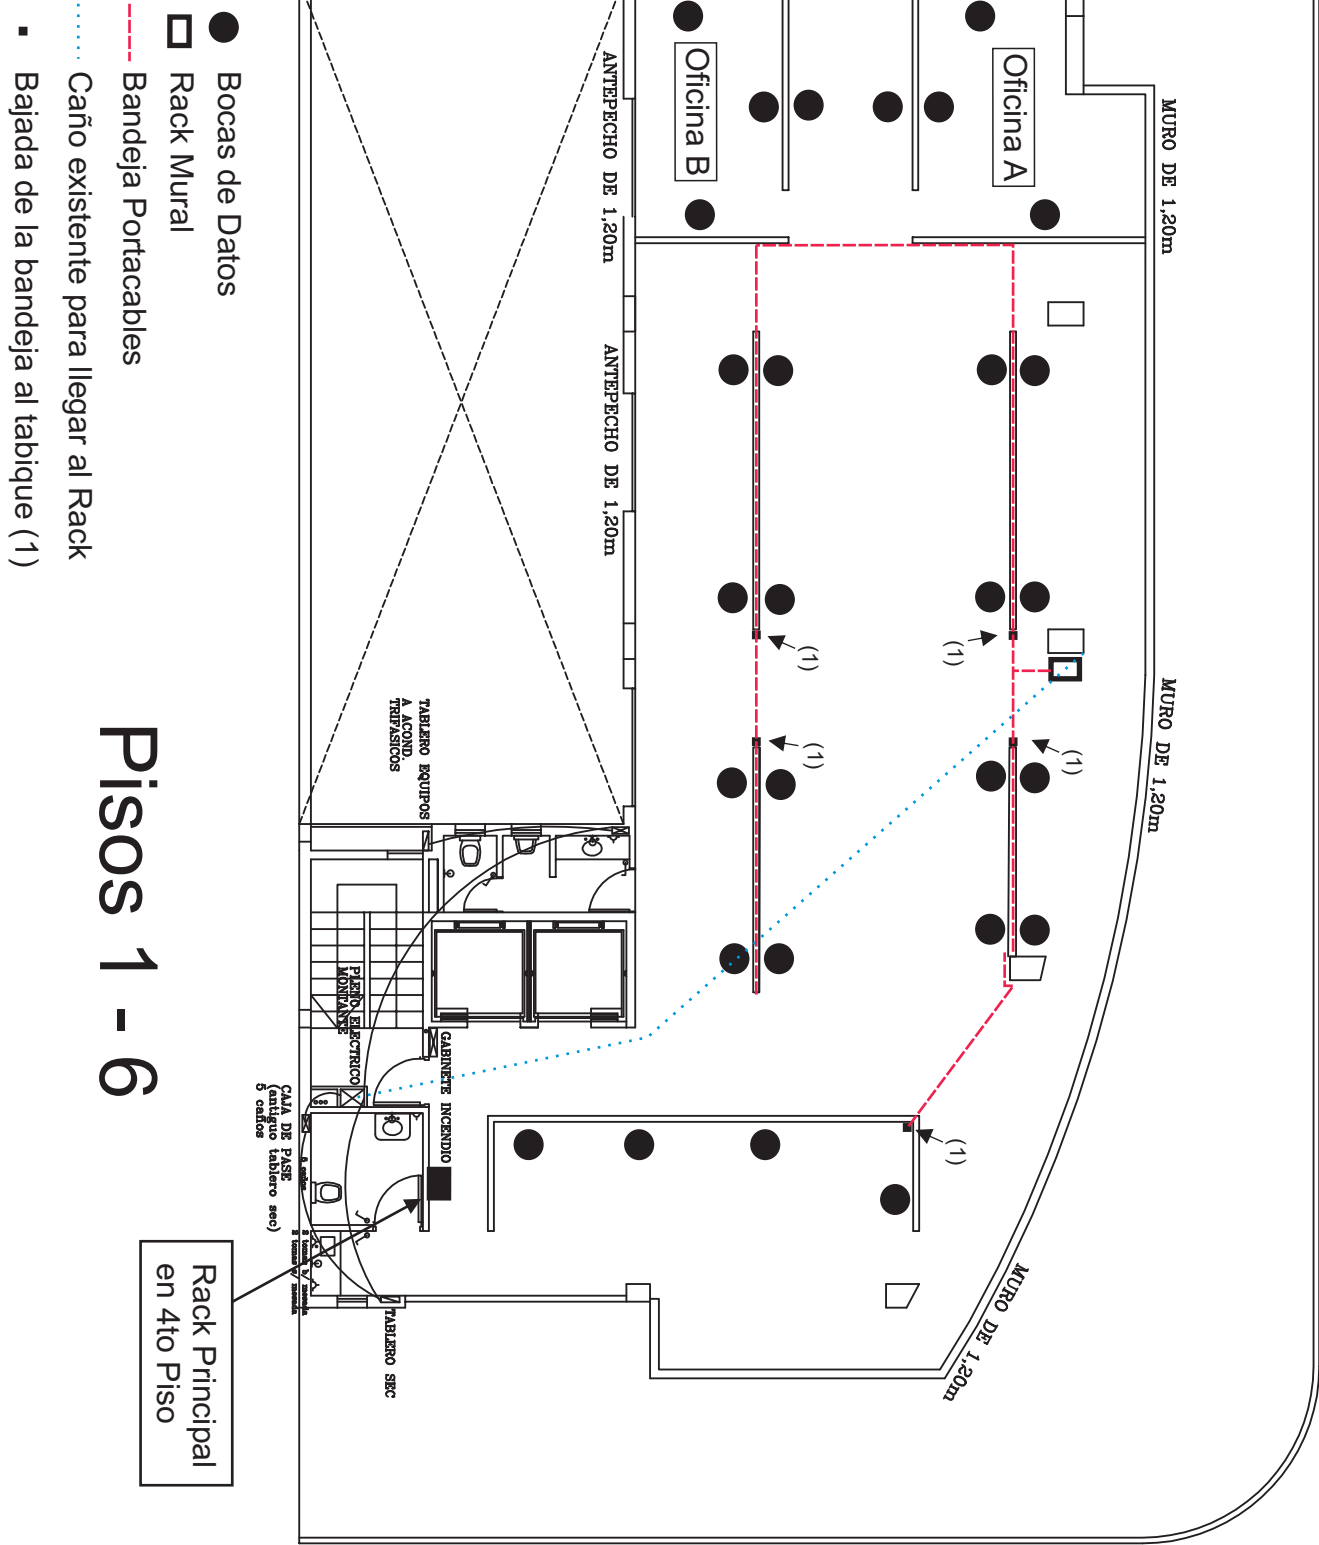 MURO DE 1,20m
MURO DE 1,20m
MURO DE 1,20m
Oficina A
Oficina B
ANTEPECHO DE 1,20m
ANTEPECHO DE 1,20m
(1)
(1)
(1)
(1)
(1)
TABLERO EQUIPOS
A ACOND.
TRIFASICOS
GABINETE INCENDIO
PLENO ELECTRICO
MONTANTE
CAJA DE PASE
(antiguo tablero sec)
5 caños
TABLERO SEC
Rack Principal
en 4to Piso
Bocas de Datos
Rack Mural
Bandeja Portacables
Caño existente para llegar al Rack
Bajada de la bandeja al tabique (1)
Pisos 1 - 6